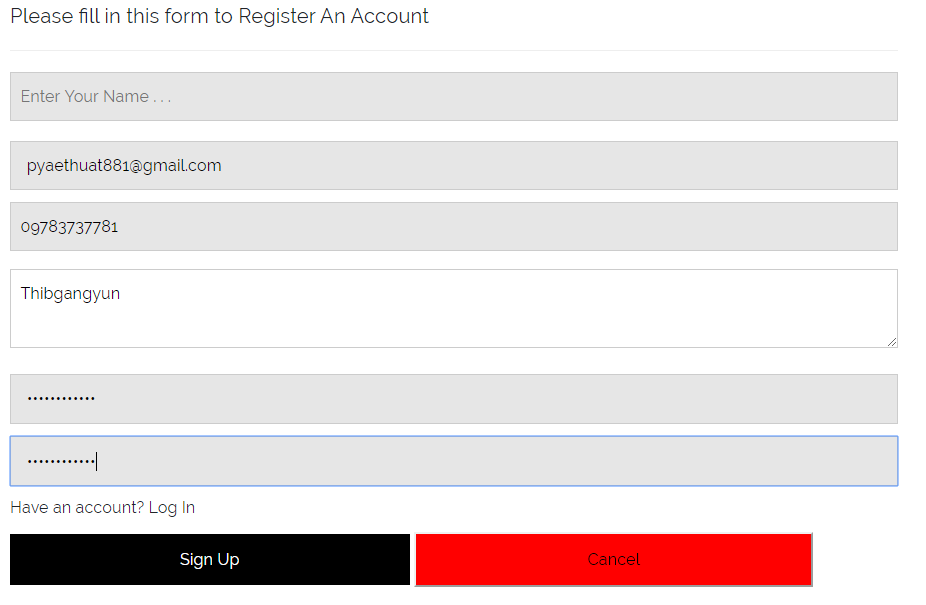 Please fill in this form to Register An Account
Enter Your Name . . .
pyaethuat881@gmail.com
09783737781
Thibgangyun
••••••••••••
••••••••••••
Have an account? Log In
Sign Up
Cancel